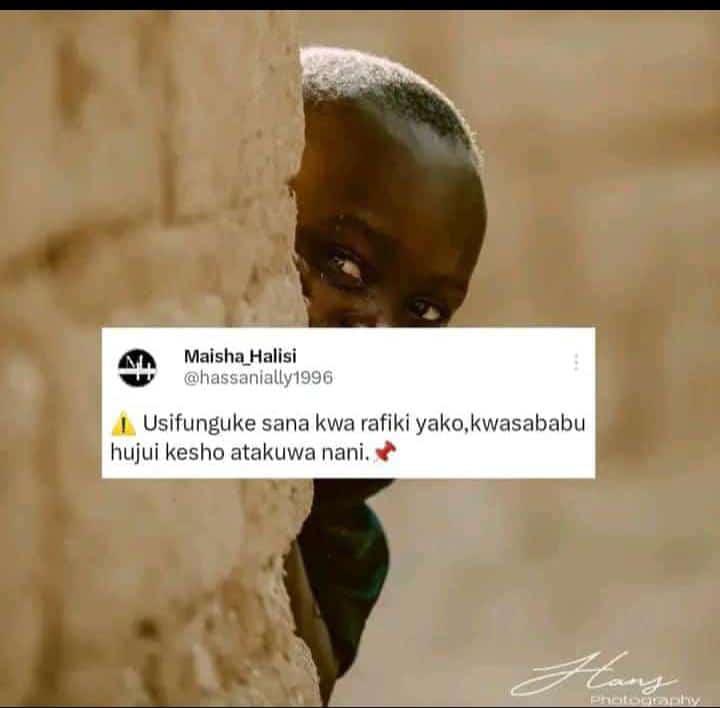 Maisha_Halisi
@hassanially1996
⚠️ Usifunguke sana kwa rafiki yako,kwasababu
hujui kesho atakuwa nani.📌
Hans
Photography